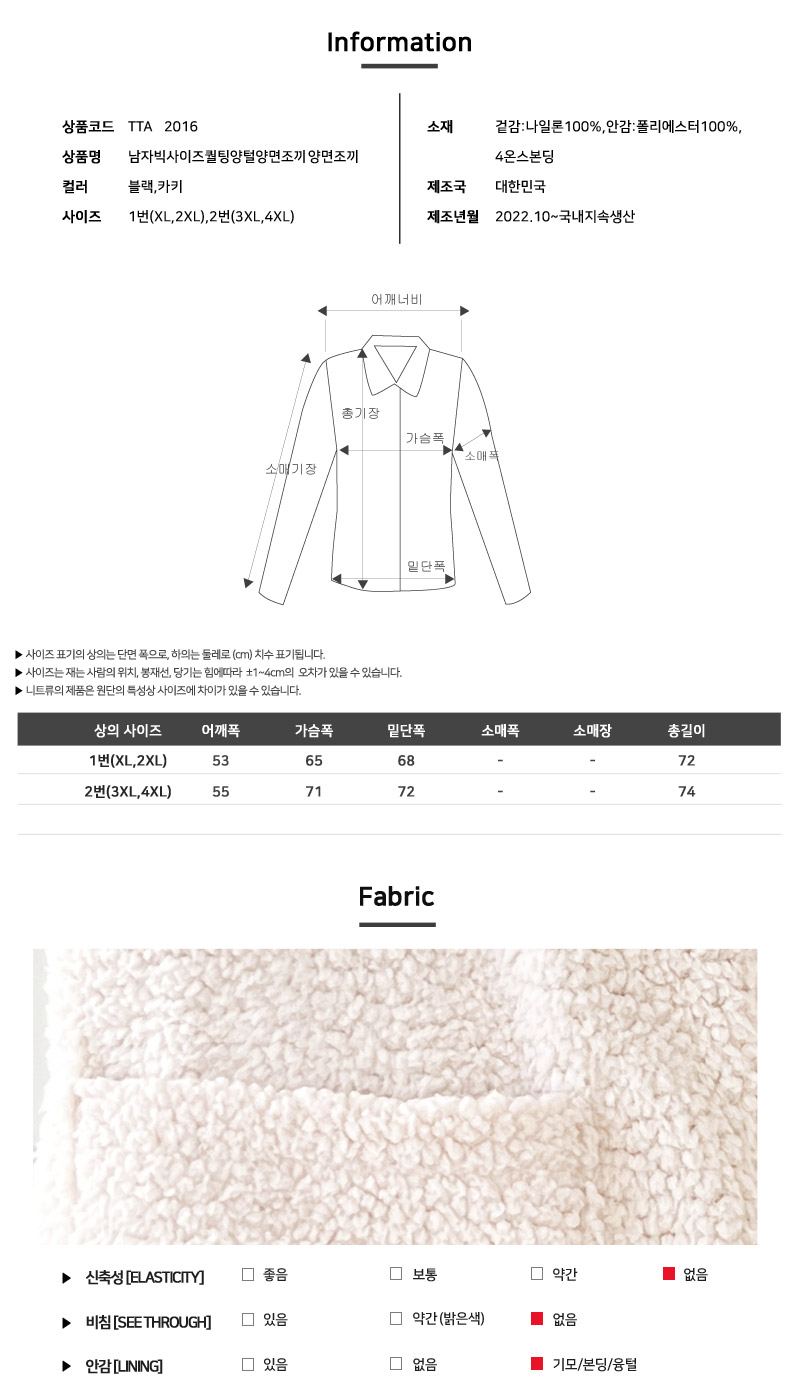 Information
상품코드 TTA 2016
상품명 남자빅사이즈퀼팅양털양면조끼양면조끼
컬러 블랙,카키
사이즈 1번(XL,2XL),2번(3XL,4XL)
소재 겉감:나일론100%,안감:폴리에스터100%,
4온스본딩
제조국 대한민국
제조년월 2022.10~국내지속생산
어깨너비
총기장
가슴폭
소매폭
소매기장
밑단폭
▶ 사이즈 표기의 상의는 단면 폭으로, 하의는 둘레로 (cm) 치수 표기됩니다.
▶ 사이즈는 재는 사람의 위치, 봉재선, 당기는 힘에따라 ±1~4cm의 오차가 있을 수 있습니다.
▶ 니트류의 제품은 원단의 특성상 사이즈에 차이가 있을 수 있습니다.
상의 사이즈 어깨폭 가슴폭 밑단폭 소매폭 소매장 총길이
1번(XL,2XL) 53 65 68 - - 72
2번(3XL,4XL) 55 71 72 - - 74
Fabric
▶ 신축성 [ELASTICITY] 좋음 보통 약간 없음
▶ 비침 [SEE THROUGH] 있음 약간 (밝은색) 없음
▶ 안감 [LINING] 있음 없음 기모/본딩/융털